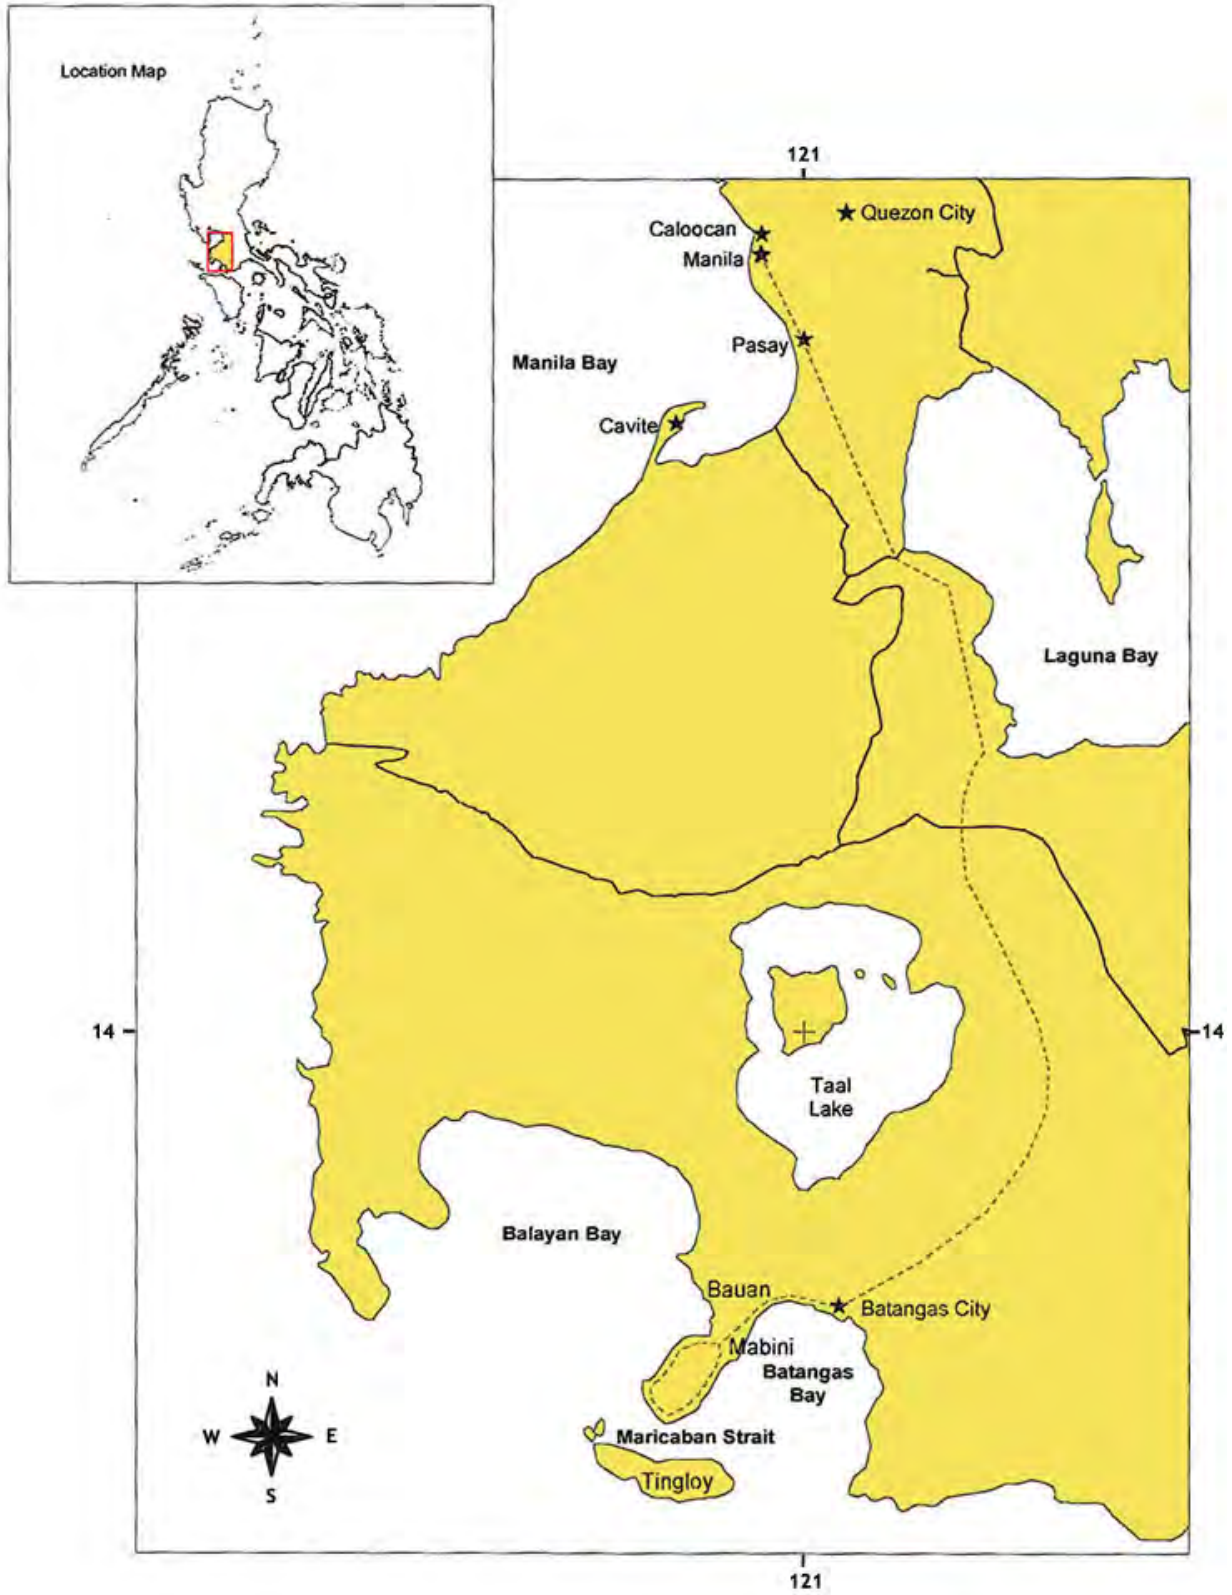 Location Map
121
Quezon City
Caloocan
Manila
Pasay
Manila Bay
Cavite
Laguna Bay
14
14
Taal
Lake
Balayan Bay
Bauan
Batangas City
Mabini
Batangas
Bay
N
W
E
S
Maricaban Strait
Tingloy
121